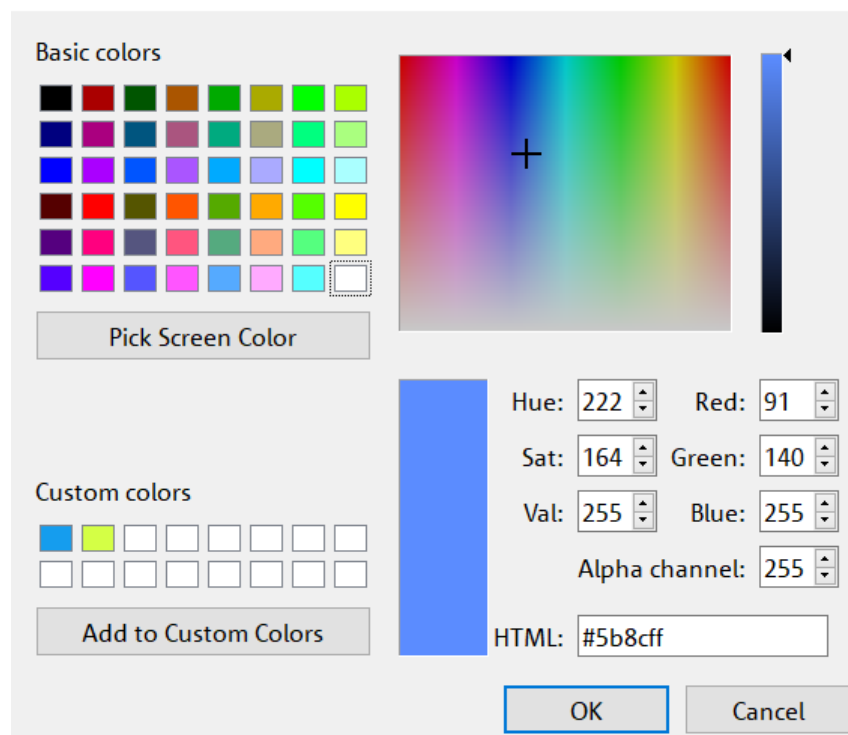 Basic colors
Pick Screen Color
Custom colors
Add to Custom Colors
Hue: 222 Red: 91
Sat: 164 Green: 140
Val: 255 Blue: 255
Alpha channel: 255
HTML: #5b8cff
OK Cancel